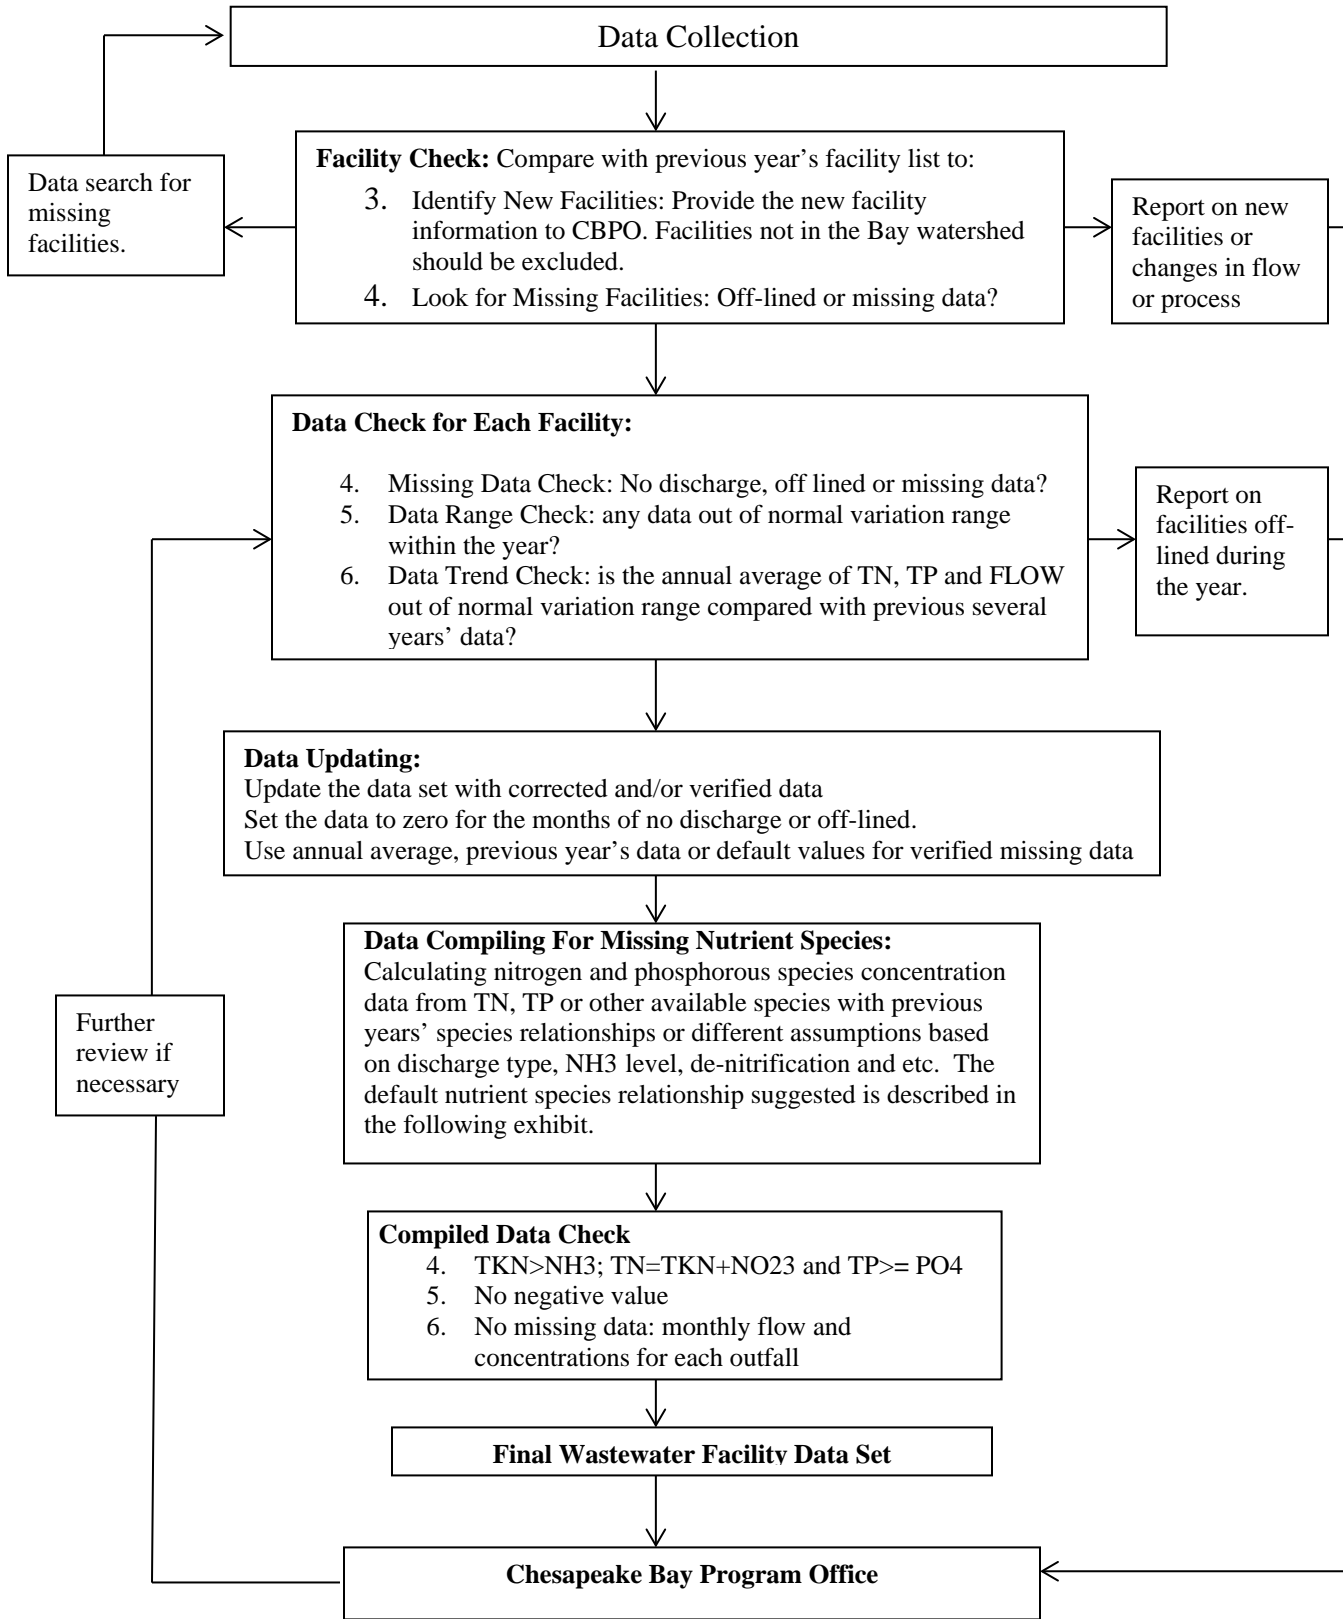 Data Collection
Facility Check: Compare with previous year's facility list to:
3. Identify New Facilities: Provide the new facility
information to CBPO. Facilities not in the Bay watershed
should be excluded.
4. Look for Missing Facilities: Off-lined or missing data?
Data search for
missing
facilities.
Report on new
facilities or
changes in flow
or process
Data Check for Each Facility:
4. Missing Data Check: No discharge, off lined or missing data?
5. Data Range Check: any data out of normal variation range
within the year?
6. Data Trend Check: is the annual average of TN, TP and FLOW
out of normal variation range compared with previous several
years' data?
Report on
facilities off-
lined during
the year.
Data Updating:
Update the data set with corrected and/or verified data
Set the data to zero for the months of no discharge or off-lined.
Use annual average, previous year's data or default values for verified missing data
Data Compiling For Missing Nutrient Species:
Calculating nitrogen and phosphorous species concentration
data from TN, TP or other available species with previous
years' species relationships or different assumptions based
on discharge type, NH3 level, de-nitrification and etc.  The
default nutrient species relationship suggested is described in
the following exhibit.
Further
review if
necessary
Compiled Data Check
4. TKN>NH3; TN=TKN+NO23 and TP>= PO4
5. No negative value
6. No missing data: monthly flow and
concentrations for each outfall
Final Wastewater Facility Data Set
Chesapeake Bay Program Office